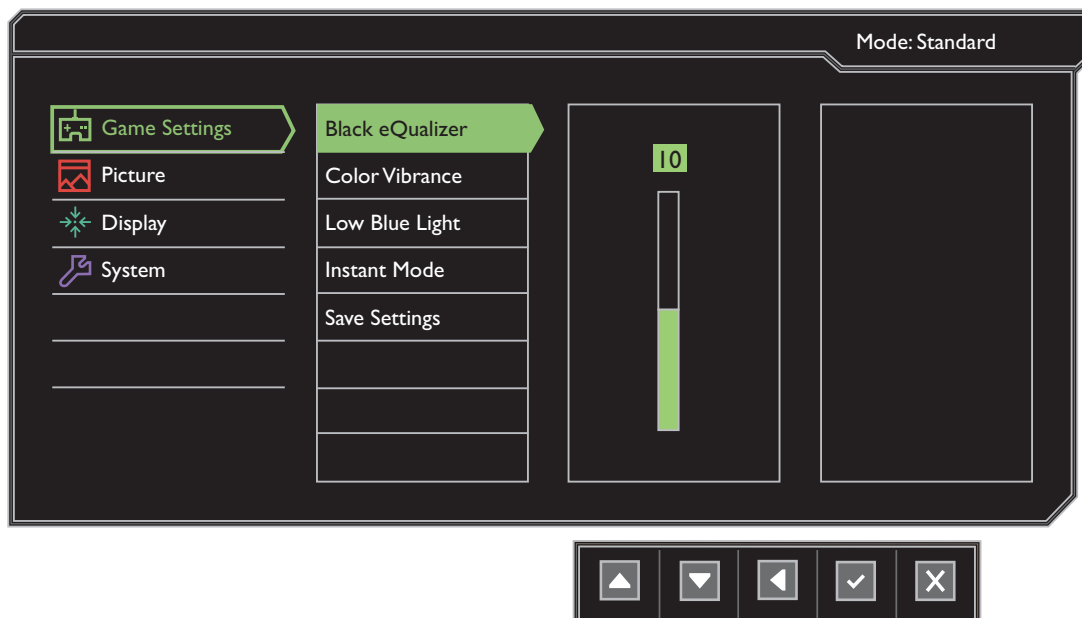 Mode: Standard
Game Settings
Picture
Display
System
Black eQualizer
Color Vibrance
Low Blue Light
Instant Mode
Save Settings
10